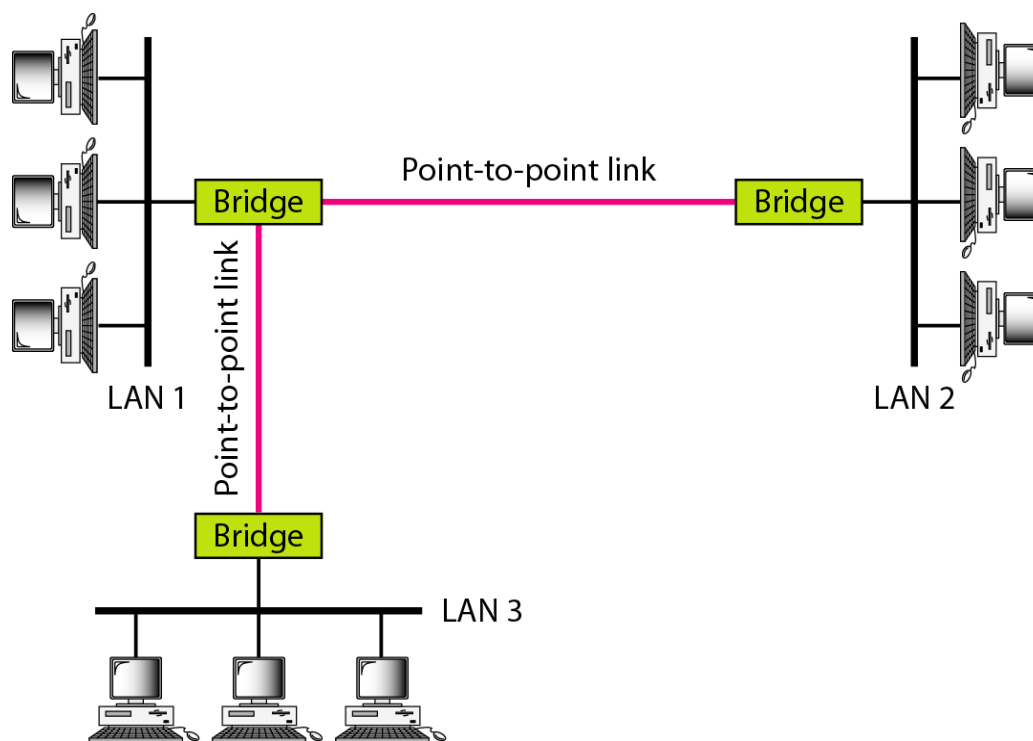 Point-to-point link
Bridge
Bridge
Point-to-point link
LAN 1
LAN 2
Bridge
LAN 3